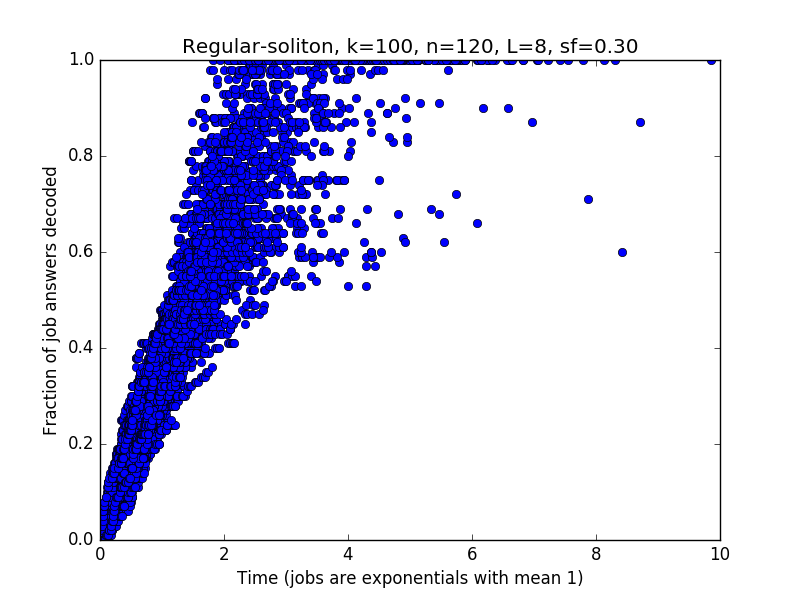 Regular-soliton, k=100, n=120, L=8, sf=0.30
1.0
0.8
0.6
0.4
0.2
0.0
Fraction of job answers decoded
0 2 4 6 8 10
Time (jobs are exponentials with mean 1)